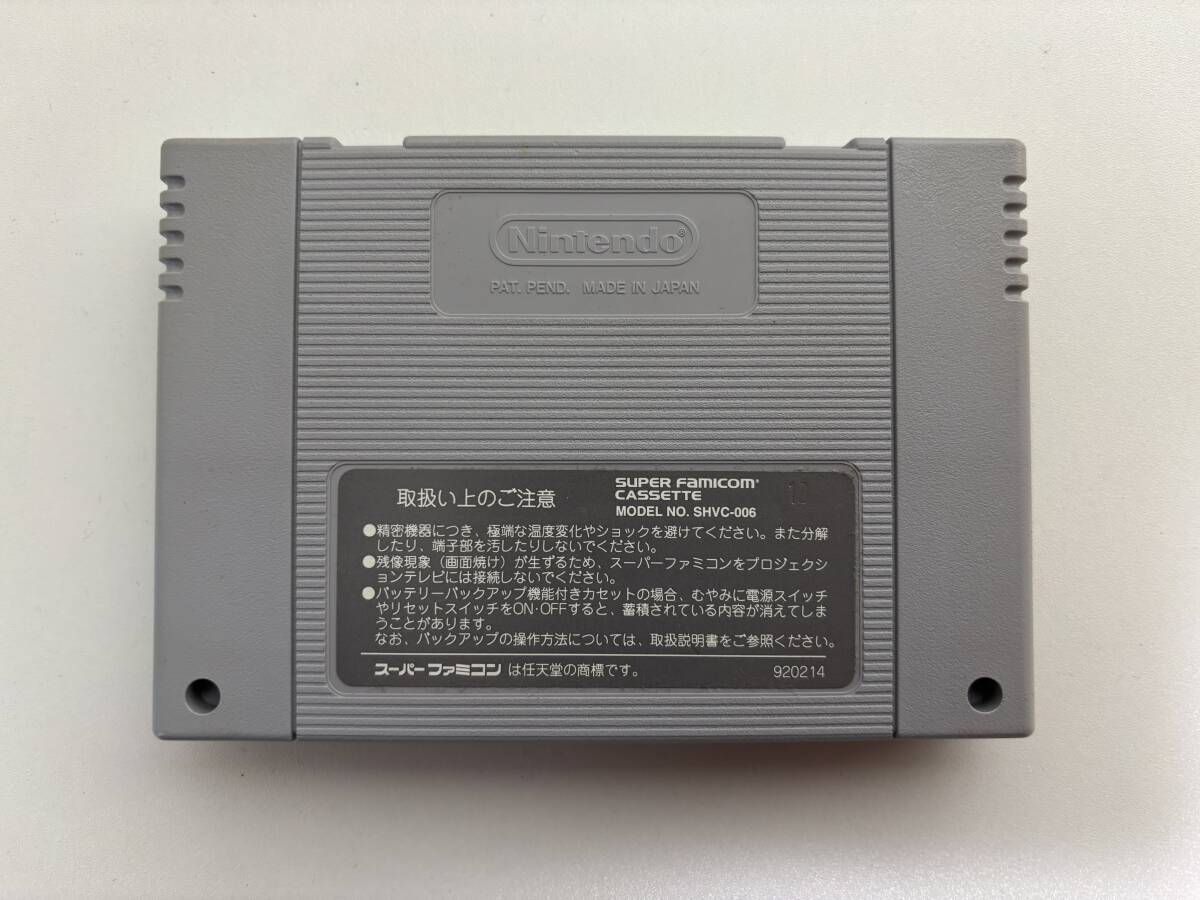 Nintendo®
PAT. PEND. MADE IN JAPAN
取扱い上のご注意
SUPER FAMICOM®
CASSETTE
MODEL NO. SHVC-006
●精密機器につき、極端な温度変化やショックを避けてください。また分解
したり、端子部を汚したりしないでください。
●残像現象（画面焼け）が生ずるため、スーパーファミコンをプロジェクシ
ョンテレビには接続しないでください。
●バッテリーバックアップ機能付きカセットの場合、むやみに電源スイッチ
やリセットスイッチをON・OFFすると、蓄積されている内容が消えてしま
うことがあります。
なお、バックアップの操作方法については、取扱説明書をご参照ください。
スーパーファミコン は任天堂の商標です。
920214